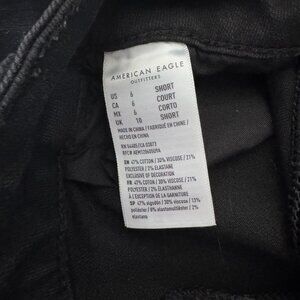 AMERICAN EAGLE
OUTFITTERS
US 6 SHORT
CA 6 COURT
MX 6 CORTO
UK 10 SHORT
MADE IN CHINA / FABRIQUÉ EN CHINE /
HECHO EN CHINA
EN 47% COTTON / 30% VISCOSE / 21%
POLYESTER / 2% ELASTANE
EXCLUSIVE OF DECORATION
FR 47% COTON / 30% VISCOSE / 21%
POLYESTER / 2% ÉLASTHANNE
À L'EXCEPTION DE LA GARNITURE
SP 47% algodón / 30% viscosa /
poliéster / / 2%
elastano